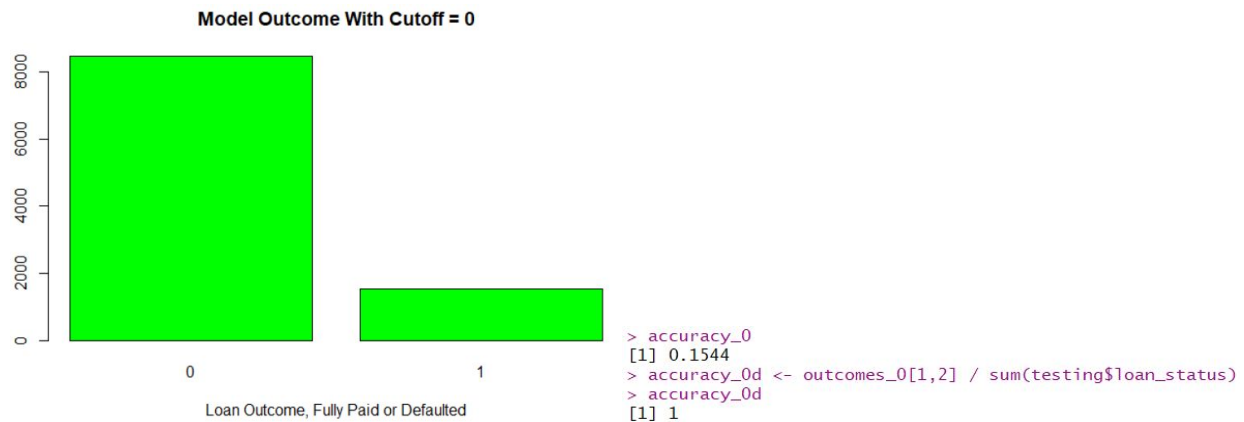 Model Outcome With Cutoff = 0
8000
6000
4000
2000
0
0 1
Loan Outcome, Fully Paid or Defaulted
> accuracy_0
[1] 0.1544
> accuracy_0d <- outcomes_0[1,2] / sum(testing$loan_status)
> accuracy_0d
[1] 1